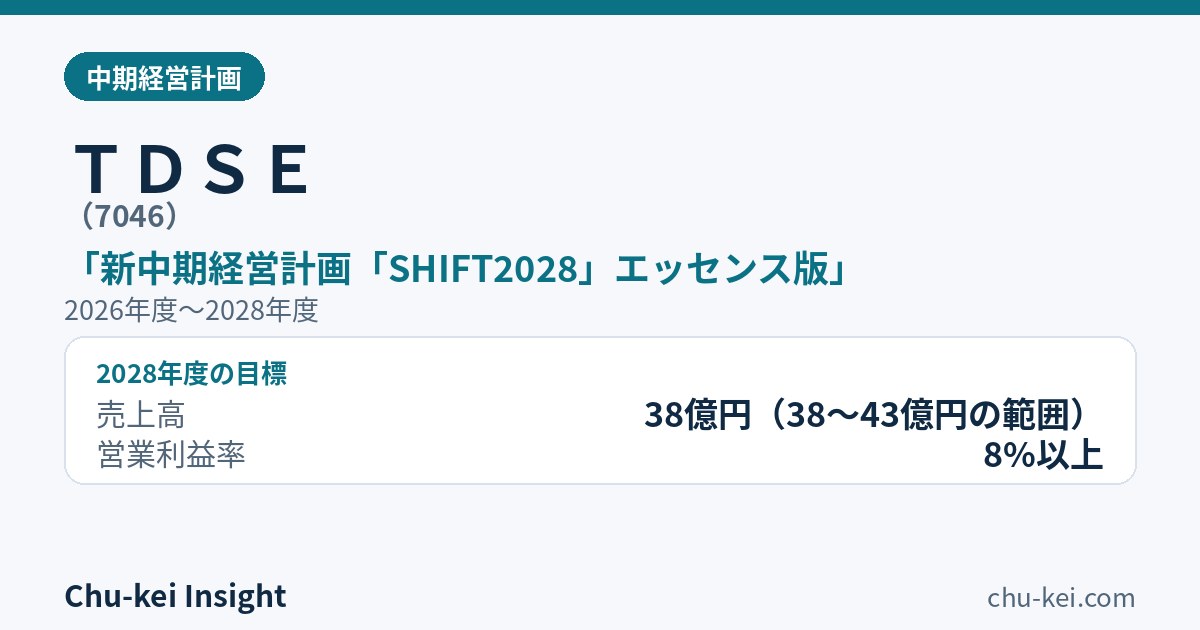 中期経営計画
ＴＤＳＥ
（7046）
「新中期経営計画「SHIFT2028」エッセンス版」
2026年度〜2028年度
2028年度の目標
売上高 38億円（38〜43億円の範囲）
営業利益率 8%以上
Chu-kei Insight
chu-kei.com